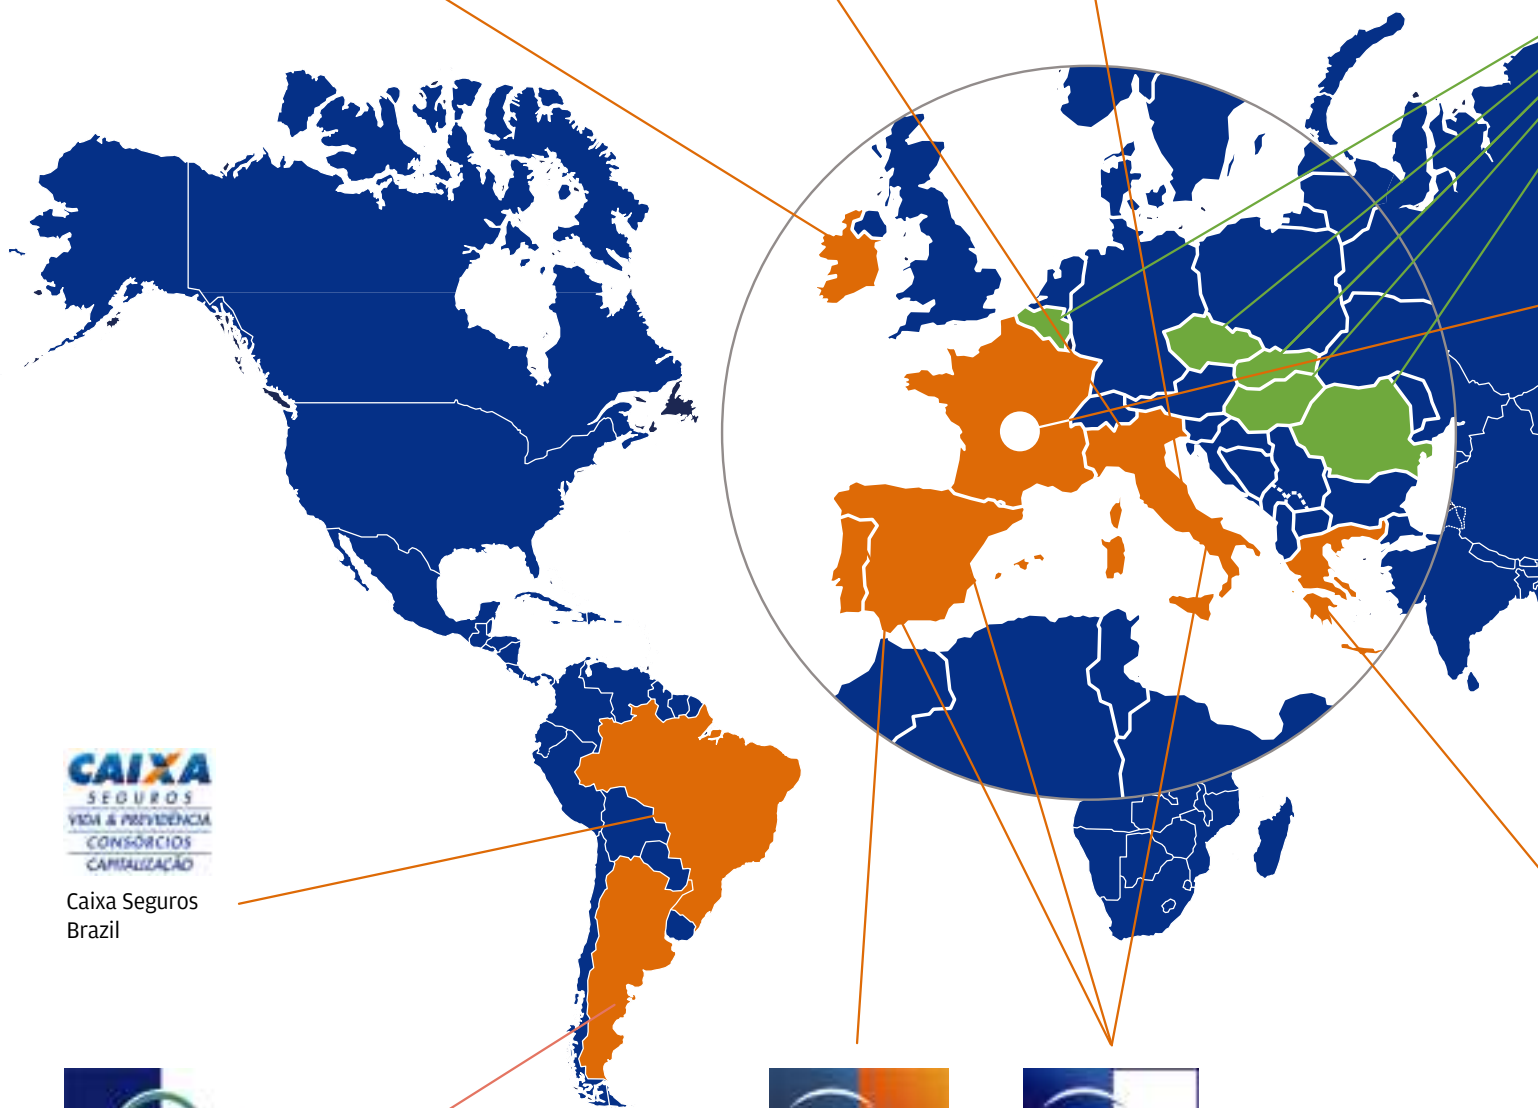 CAIXA
SEGUROS
VIDA & PREVIDÊNCIA
CONSÓRCIOS
CAPITALIZAÇÃO
Caixa Seguros
Brazil